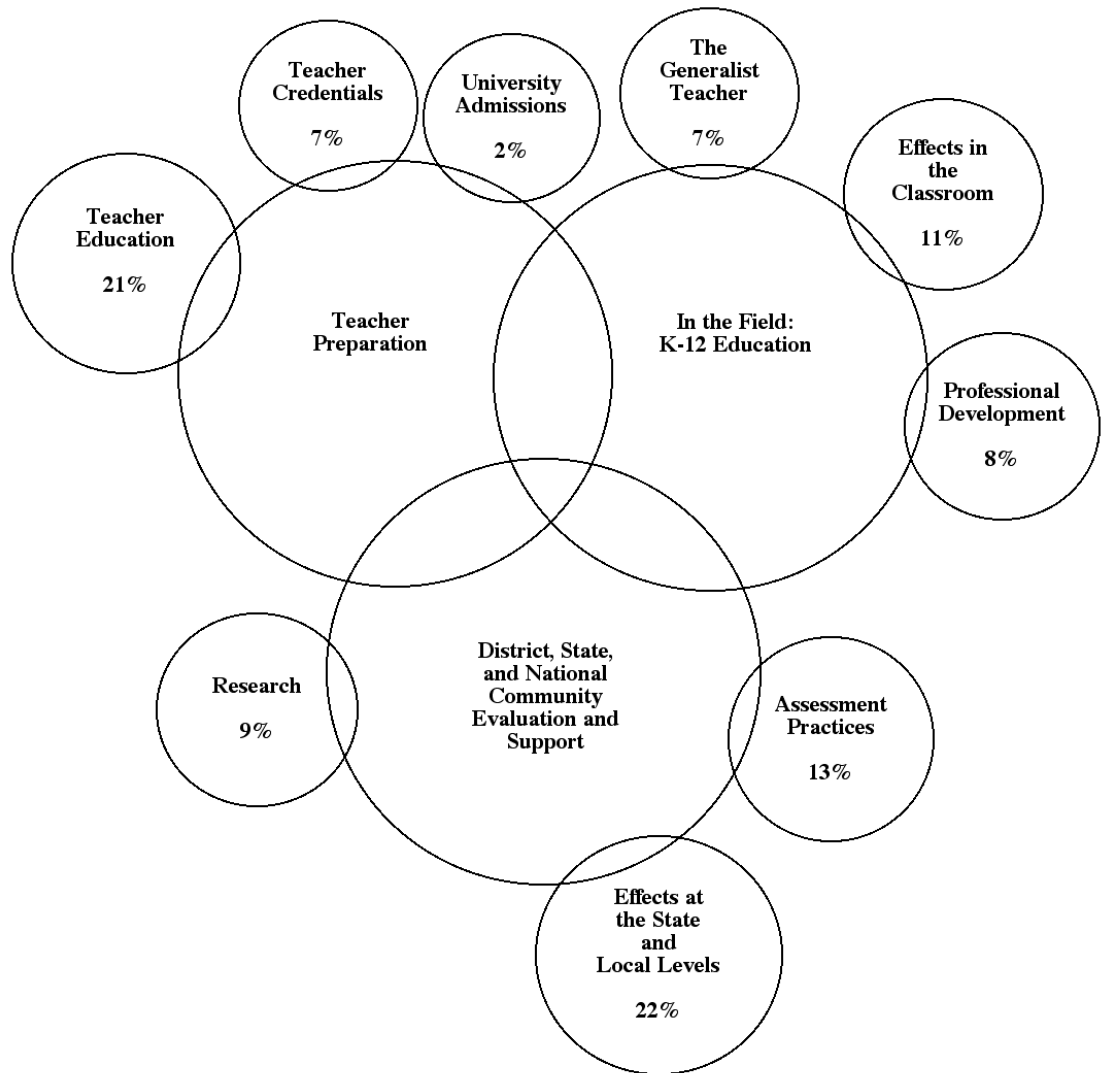 Teacher
Credentials
7%
University
Admissions
2%
The
Generalist
Teacher
7%
Effects in
the
Classroom
11%
Teacher
Education
21%
Teacher
Preparation
In the Field:
K-12 Education
Professional
Development
8%
Research
9%
District, State,
and National
Community
Evaluation and
Support
Assessment
Practices
13%
Effects at
the State
and
Local Levels
22%